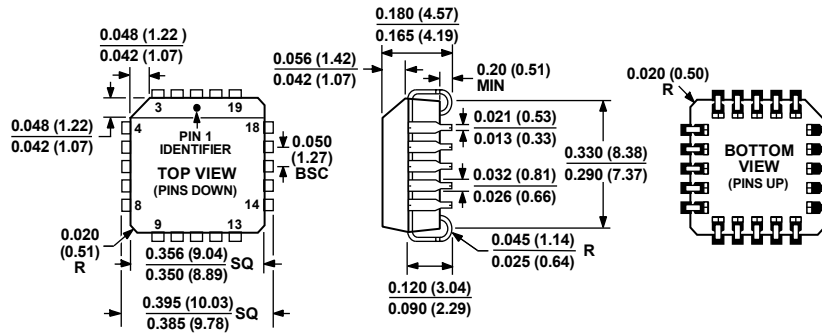 0.048 (1.22 )
0.042 (1.07)
0.048 (1.22)
0.042 (1.07)
3
19
4
18
PIN 1
IDENTIFIER
TOP VIEW
(PINS DOWN)
8
14
9
13
0.050
(1.27)
BSC
0.020
(0.51)
R
0.356 (9.04)
0.350 (8.89)
SQ
0.395 (10.03)
0.385 (9.78)
SQ
0.180 (4.57)
0.165 (4.19)
0.056 (1.42)
0.042 (1.07)
0.20 (0.51)
MIN
0.021 (0.53)
0.013 (0.33)
0.032 (0.81)
0.026 (0.66)
0.330 (8.38)
0.290 (7.37)
0.045 (1.14)
0.025 (0.64)
R
0.120 (3.04)
0.090 (2.29)
0.020 (0.50)
R
BOTTOM
VIEW
(PINS UP)